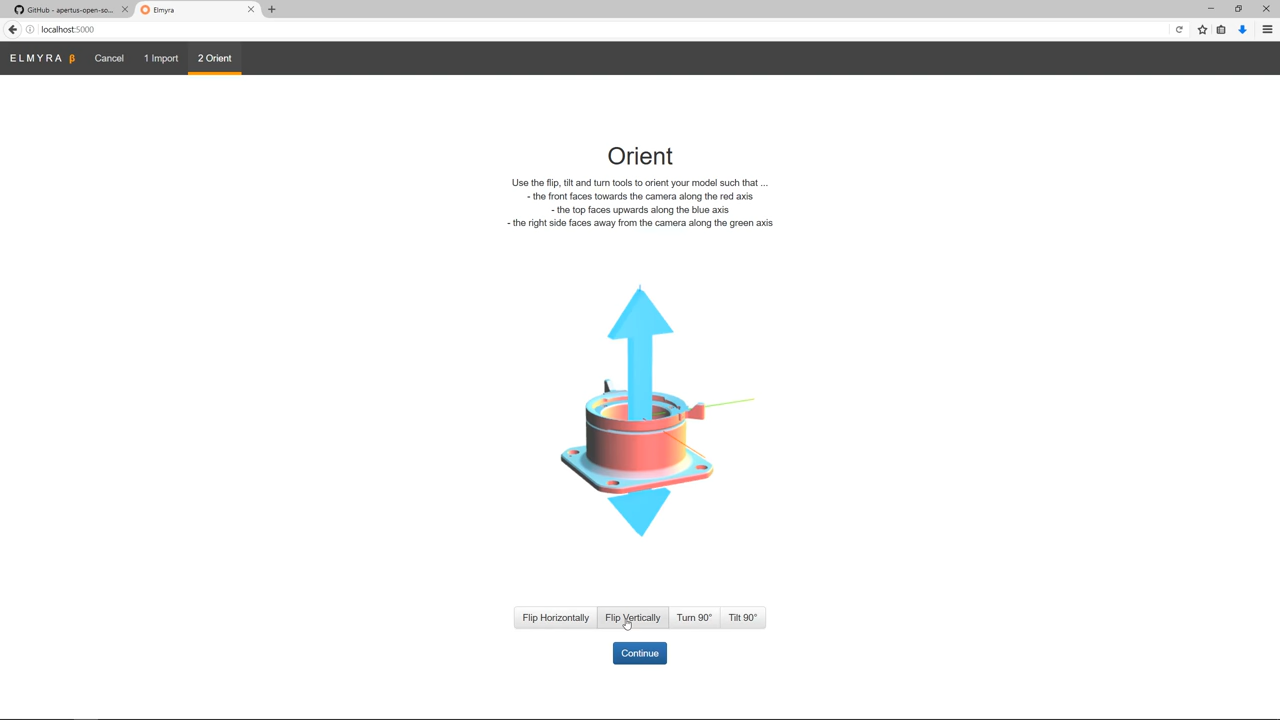 GitHub - apertus-open-so...
Elmyra
localhost:5000
ELMYRA β Cancel 1 Import 2 Orient
Orient
Use the flip, tilt and turn tools to orient your model such that ...
- the front faces towards the camera along the red axis
- the top faces upwards along the blue axis
- the right side faces away from the camera along the green axis
Flip Horizontally Flip Vertically Turn 90° Tilt 90°
Continue